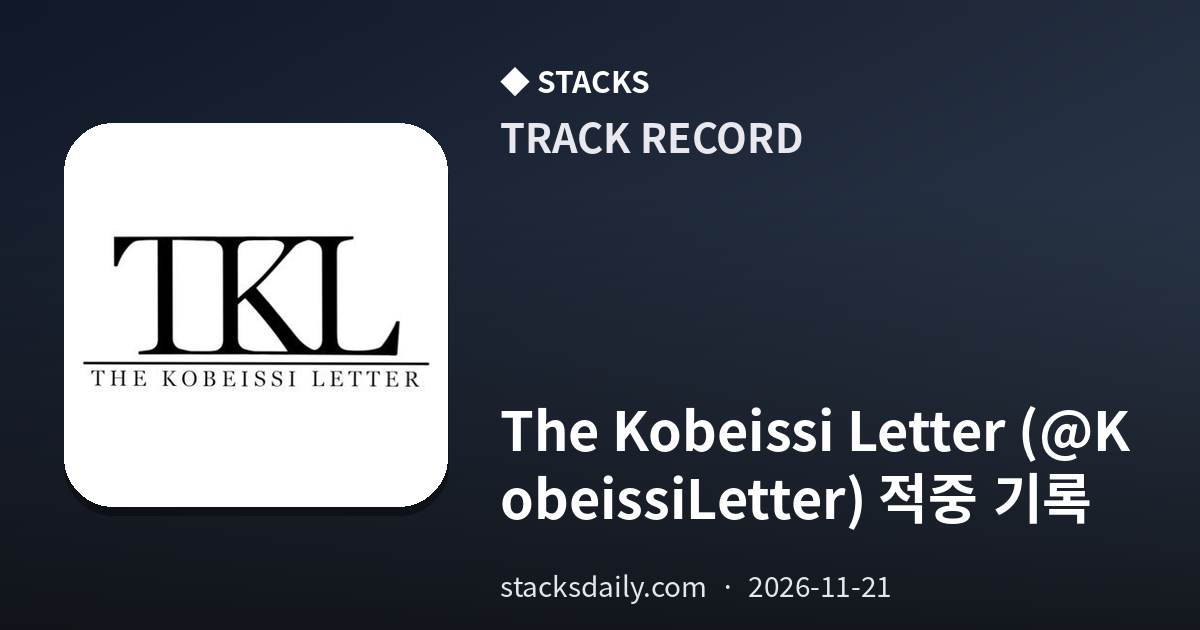 STACKS
TRACK RECORD
TKL
THE KOBEISSI LETTER
The Kobeissi Letter (@K
obeissiLetter) 적중 기록
stacksdaily.com · 2026-11-21